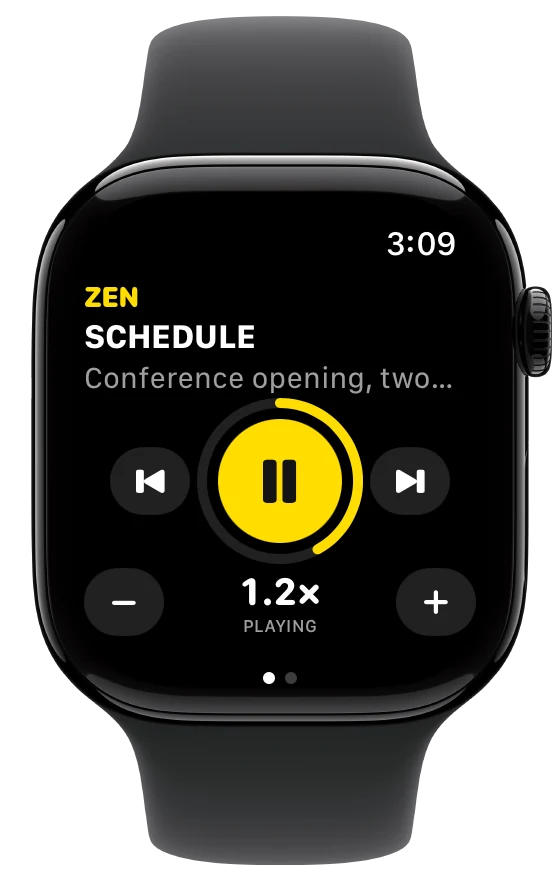 3:09
ZEN
SCHEDULE
Conference opening, two...
1.2×
PLAYING